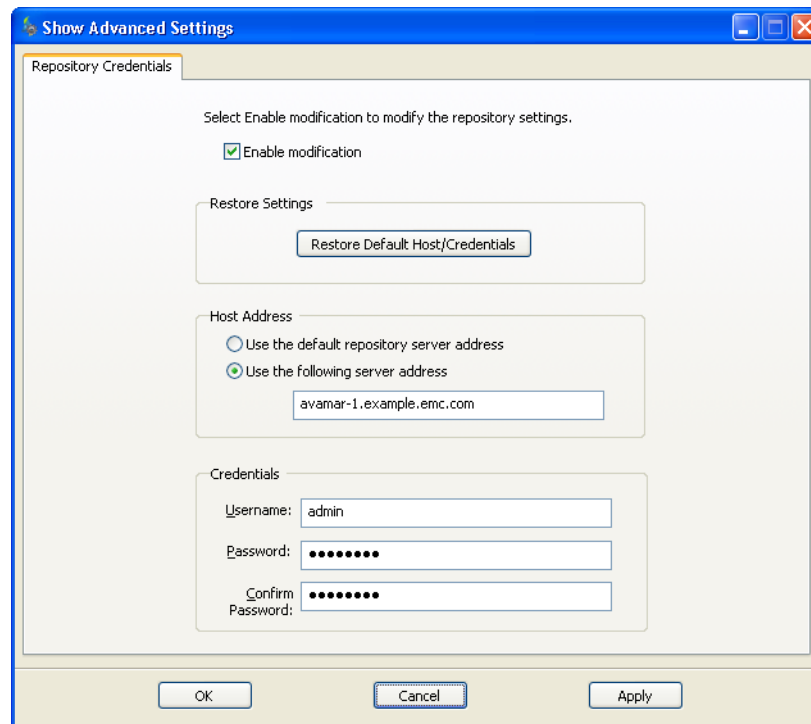 Show Advanced Settings
Repository Credentials
Select Enable modification to modify the repository settings.
Enable modification
Restore Settings
Restore Default Host/Credentials
Host Address
Use the default repository server address
Use the following server address
avamar-1.example.emc.com
Credentials
Username: admin
Password: ●●●●●●●●
Confirm
Password: ●●●●●●●●
OK Cancel Apply